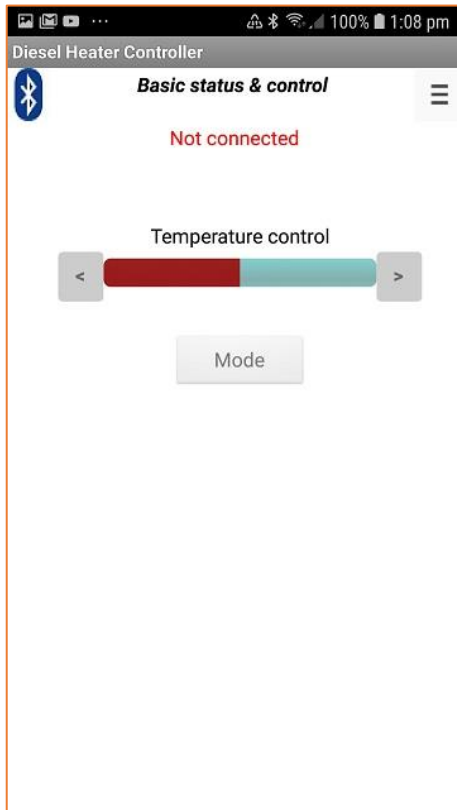 100% 1:08 pm
Diesel Heater Controller
Basic status & control
Not connected
Temperature control
< >
Mode